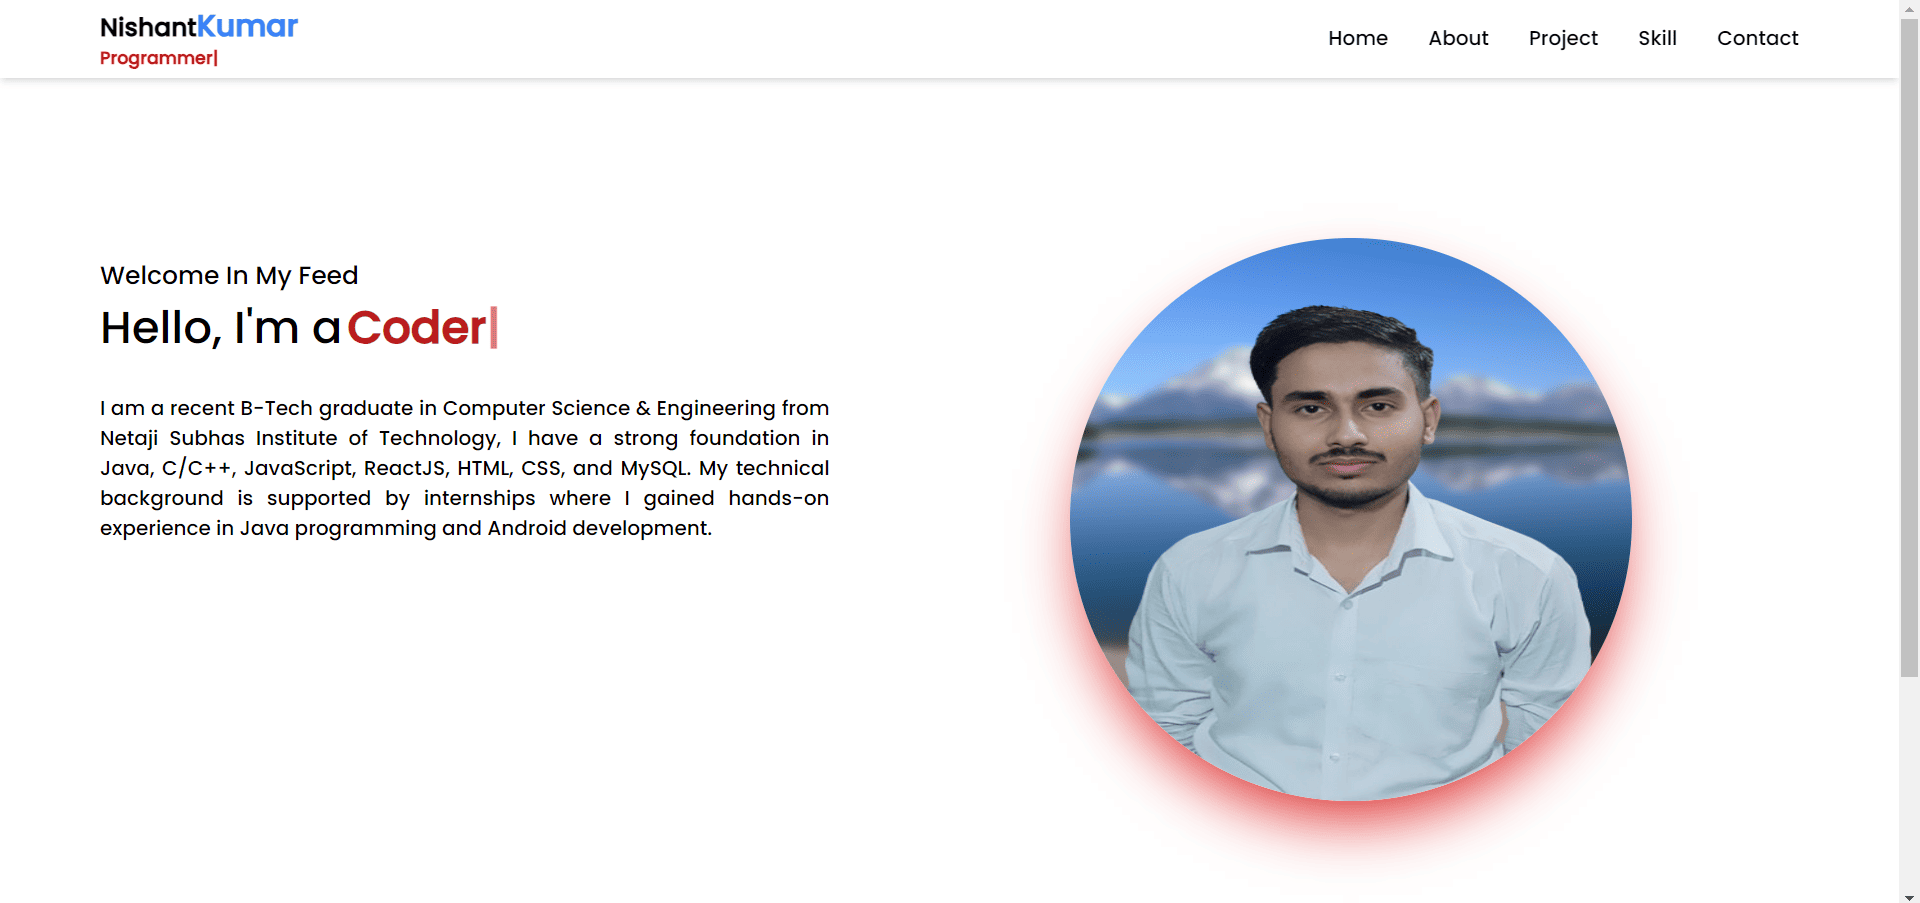 NishantKumar
Programmer|
Home About Project Skill Contact
Welcome In My Feed
Hello, I'm a Coder|
I am a recent B-Tech graduate in Computer Science & Engineering from
Netaji Subhas Institute of Technology, I have a strong foundation in
Java, C/C++, JavaScript, ReactJS, HTML, CSS, and MySQL. My technical
background is supported by internships where I gained hands-on
experience in Java programming and Android development.